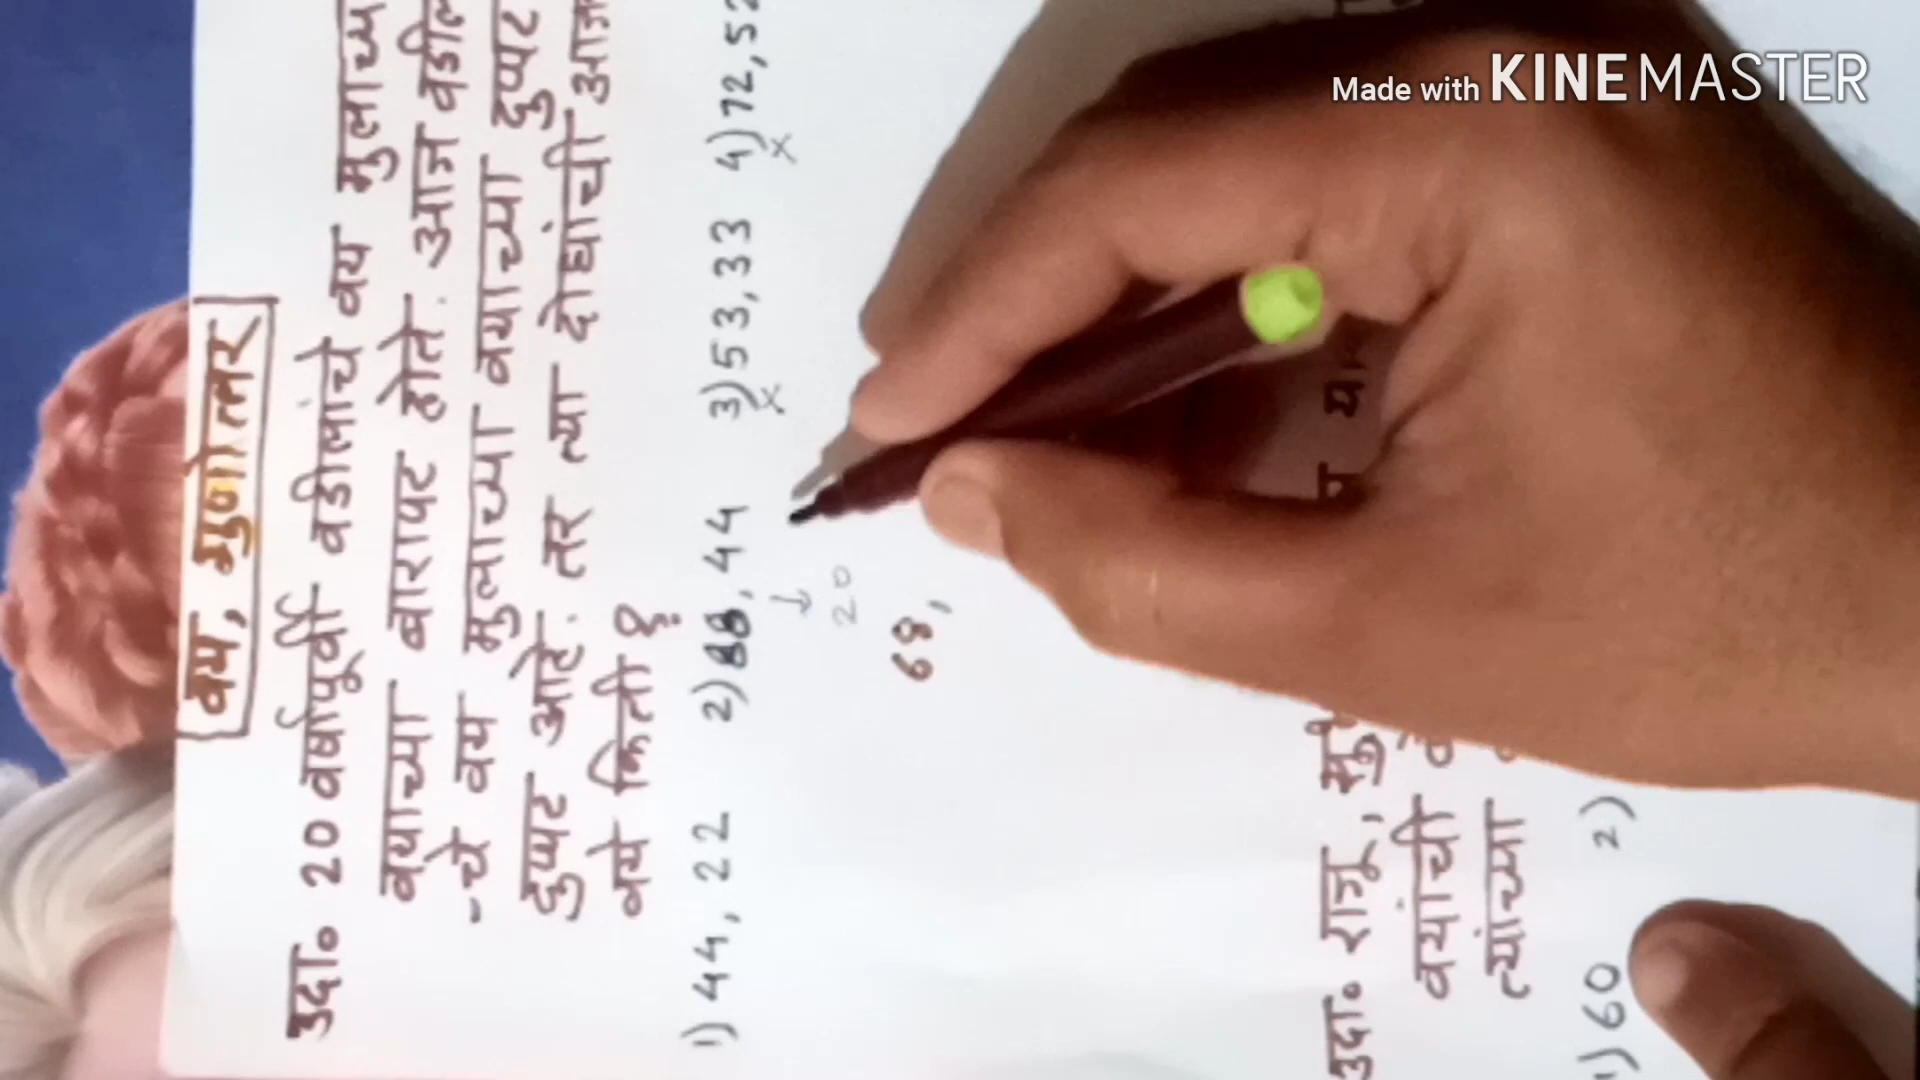 Made with KINEMASTER
वय, गुणोत्तर
उदा० 20 वर्षापूर्वी वडीलांचे वय मुलाच्य
वयाच्या बारापट होते. आज वडील
-चे वय मुलाच्या वयाच्या दुप्पट
दुप्पट आहे. तर त्या दोघांची आज
वये किती ?
1) 44, 22 2) 88, 44 3) 53, 33 4) 72, 52
x x
↓
20
68,
उदा० राजू,
वयांची
त्यांच्या
1) 60 2)